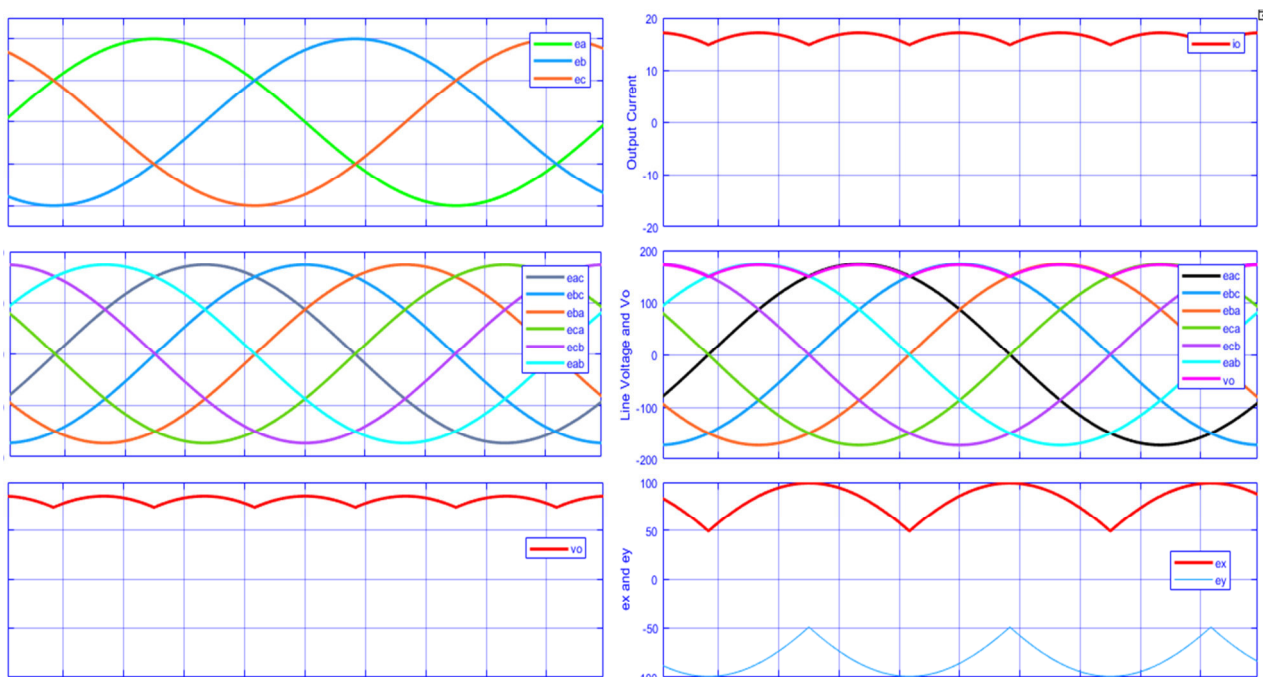 ea
eb
ec
20
10
0
-10
-20
Output Current
io
eac
ebc
eba
eca
ecb
eab
200
100
0
-100
-200
Line Voltage and Vo
eac
ebc
eba
eca
ecb
eab
vo
vo
100
50
0
-50
ex and ey
ex
ey